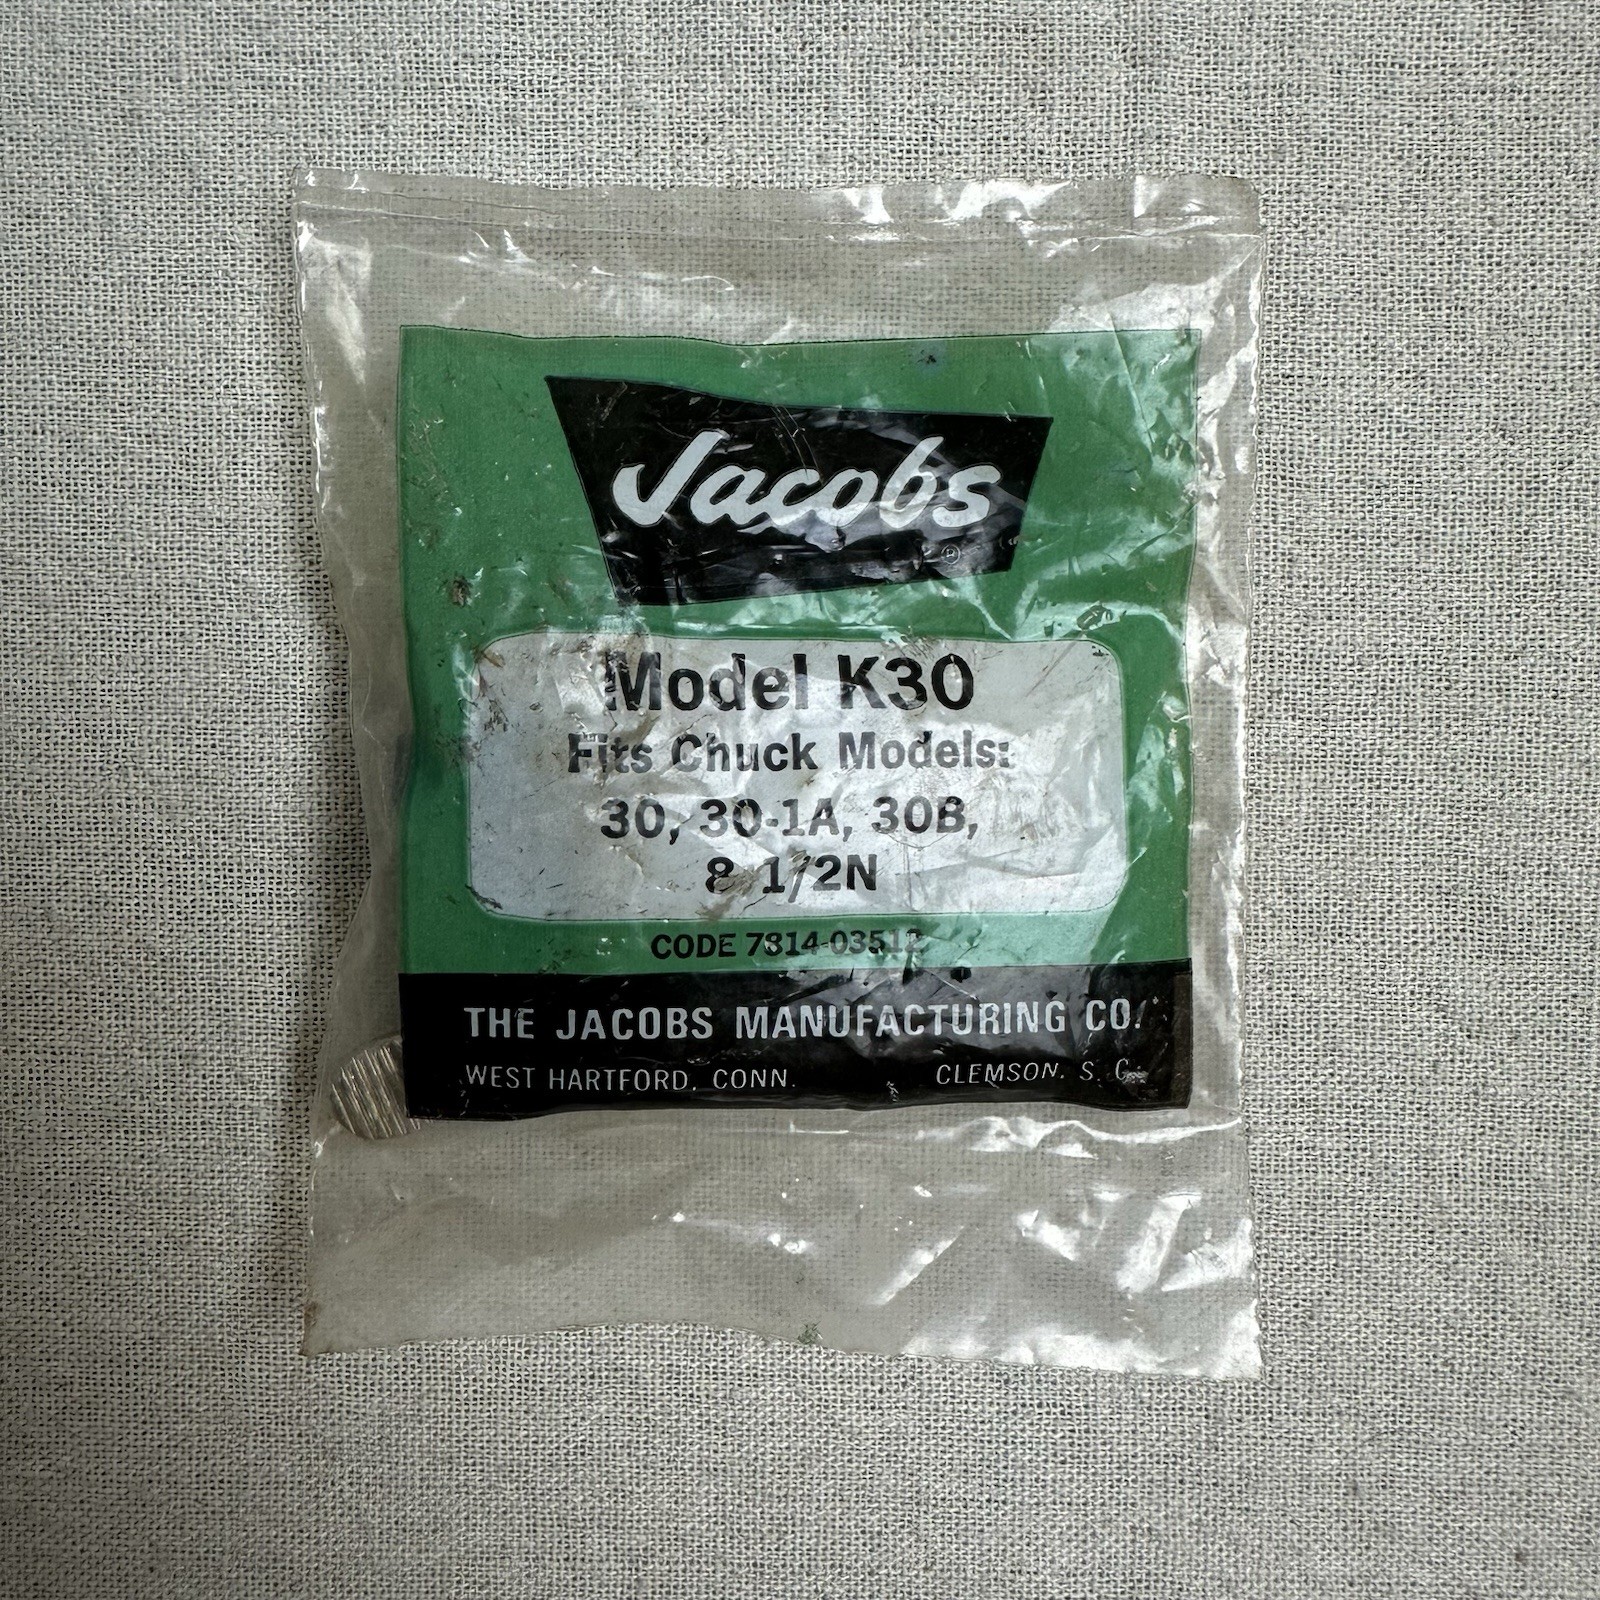 Jacobs
®
Model K30
Fits Chuck Models:
30, 30-1A, 30B,
8 1/2N
CODE 7814-03512
THE JACOBS MANUFACTURING CO.
WEST HARTFORD, CONN. CLEMSON, S. C.